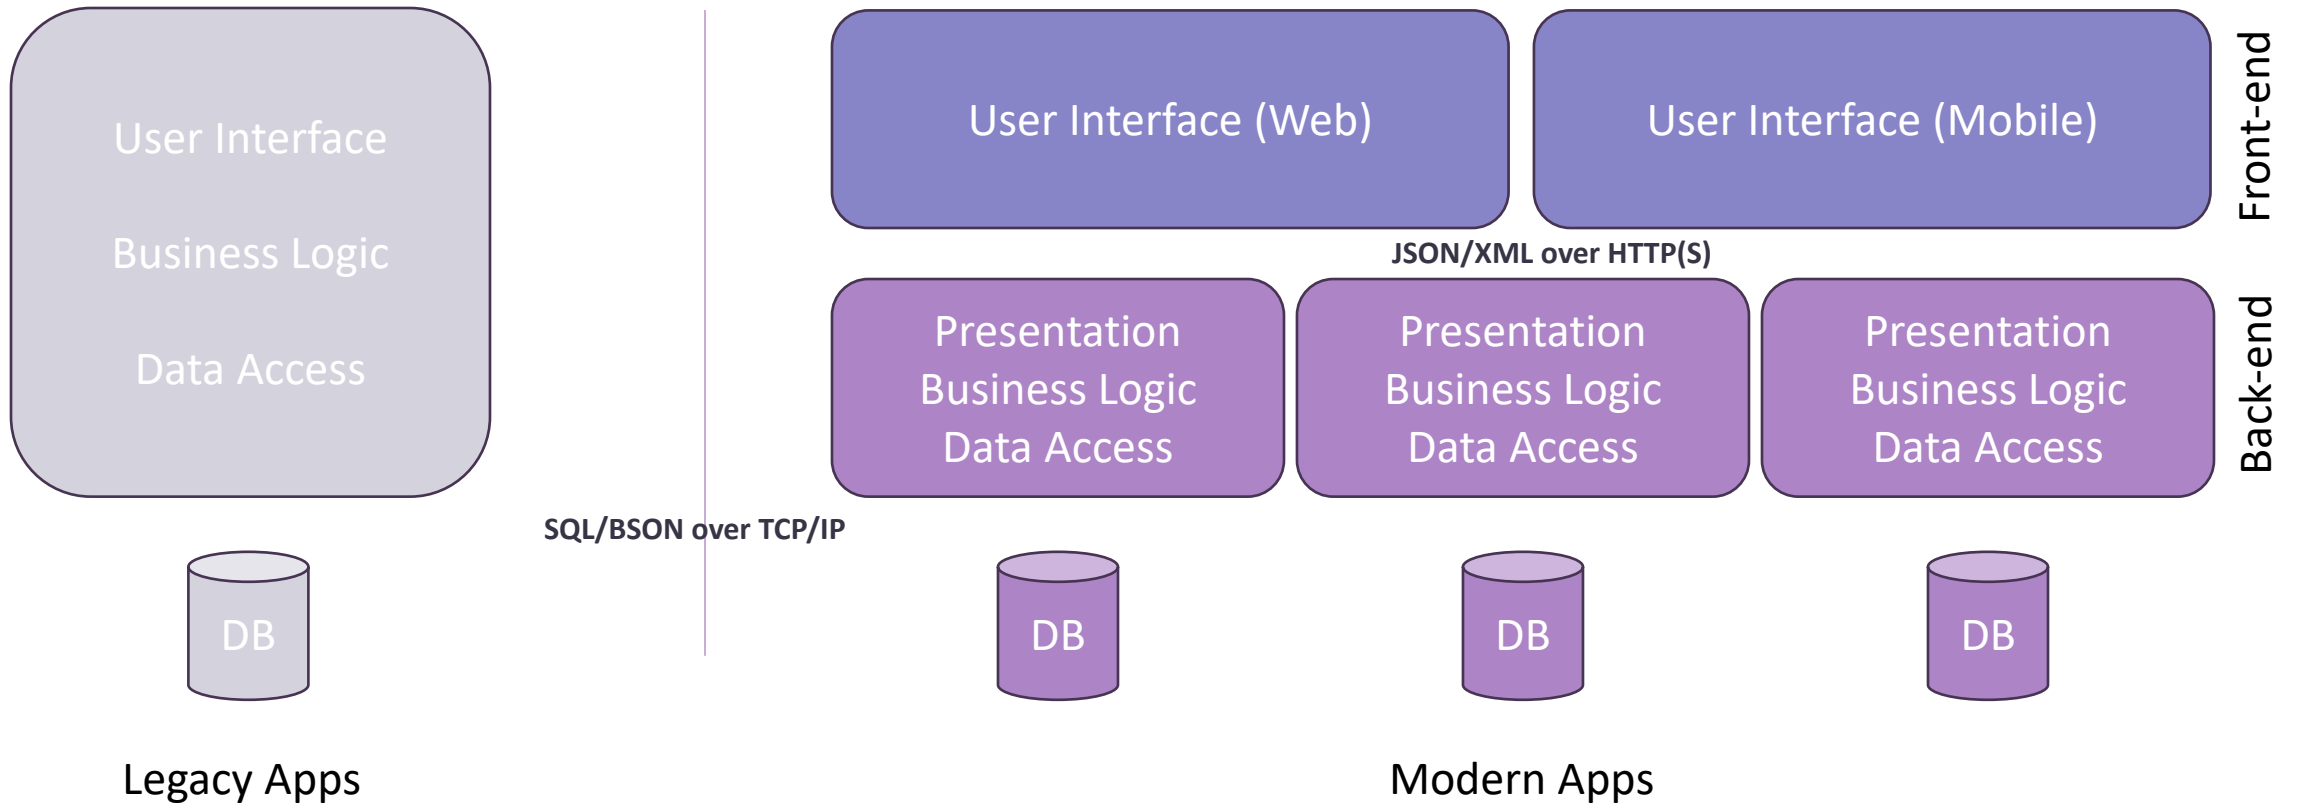 User Interface
Business Logic
Data Access
DB
Legacy Apps
SQL/BSON over TCP/IP
User Interface (Web)
User Interface (Mobile)
Front-end
JSON/XML over HTTP(S)
Presentation
Business Logic
Data Access
Presentation
Business Logic
Data Access
Presentation
Business Logic
Data Access
Back-end
DB
DB
DB
Modern Apps